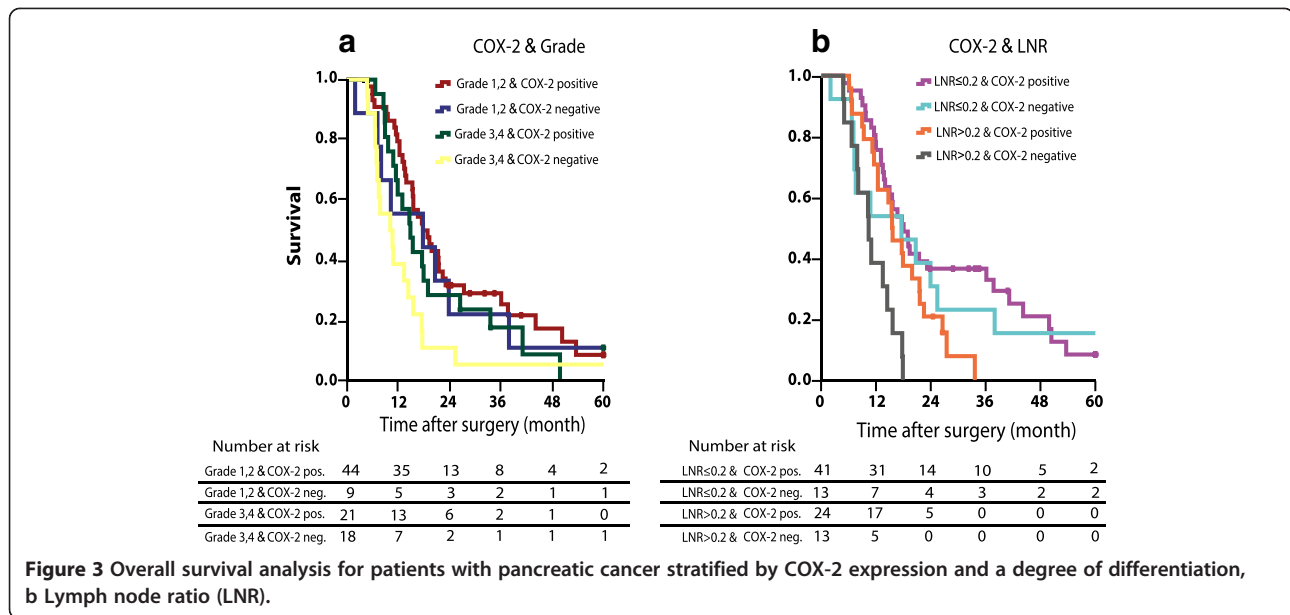 a
COX-2 & Grade
Grade 1,2 & COX-2 positive
Grade 1,2 & COX-2 negative
Grade 3,4 & COX-2 positive
Grade 3,4 & COX-2 negative
1.0
0.8
0.6
0.4
0.2
0.0
Survival
0 12 24 36 48 60
Time after surgery (month)
Number at risk
Grade 1,2 & COX-2 pos. 44 35 13 8 4 2
Grade 1,2 & COX-2 neg. 9 5 3 2 1 1
Grade 3,4 & COX-2 pos. 21 13 6 2 1 0
Grade 3,4 & COX-2 neg. 18 7 2 1 1 1
b
COX-2 & LNR
LNR≤0.2 & COX-2 positive
LNR≤0.2 & COX-2 negative
LNR>0.2 & COX-2 positive
LNR>0.2 & COX-2 negative
1.0
0.8
0.6
0.4
0.2
0.0
0 12 24 36 48 60
Time after surgery (month)
Number at risk
LNR≤0.2 & COX-2 pos. 41 31 14 10 5 2
LNR≤0.2 & COX-2 neg. 13 7 4 3 2 2
LNR>0.2 & COX-2 pos. 24 17 5 0 0 0
LNR>0.2 & COX-2 neg. 13 5 0 0 0 0
Figure 3 Overall survival analysis for patients with pancreatic cancer stratified by COX-2 expression and a degree of differentiation,
b Lymph node ratio (LNR).